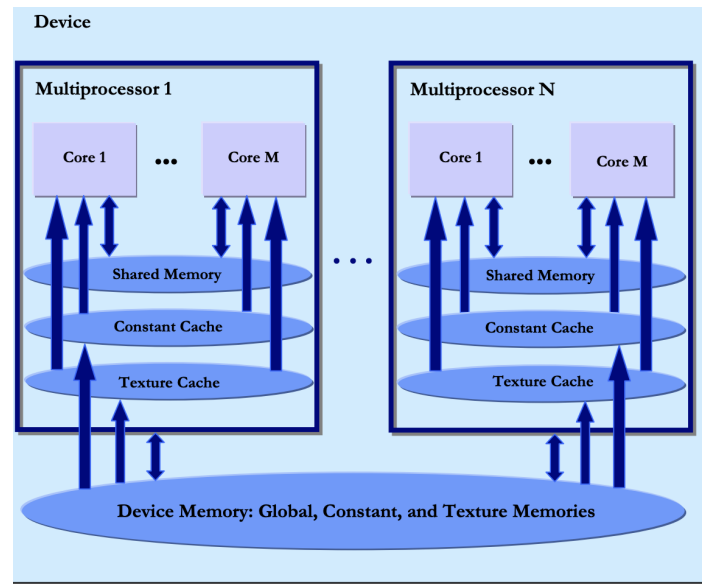 Device
Multiprocessor 1
Multiprocessor N
Core 1
...
Core M
Core 1
...
Core M
Shared Memory
...
Shared Memory
Constant Cache
Constant Cache
Texture Cache
Texture Cache
Device Memory: Global, Constant, and Texture Memories